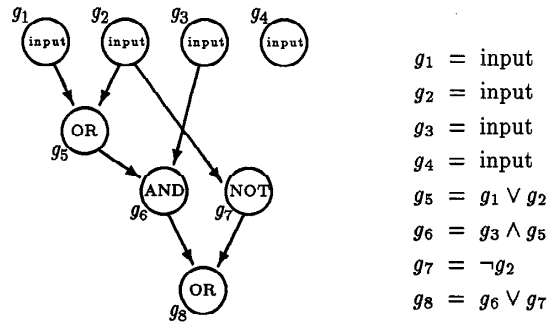 g₁ g₂ g₃ g₄
input input input input
OR
g₅
AND NOT
g₆ g₇
OR
g₈
g₁ = input
g₂ = input
g₃ = input
g₄ = input
g₅ = g₁ ∨ g₂
g₆ = g₃ ∧ g₅
g₇ = ¬g₂
g₈ = g₆ ∨ g₇